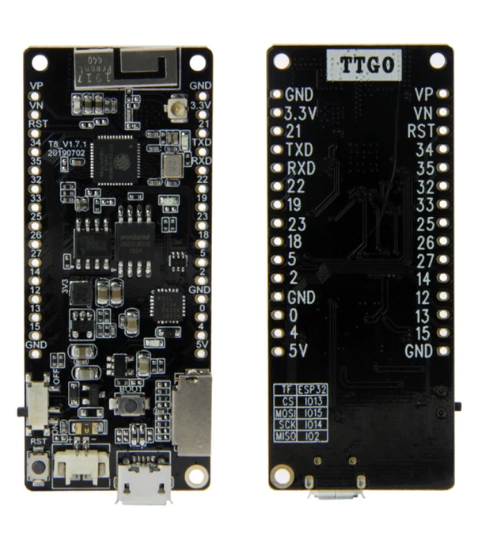 VP
VN
RST
34
35
32
33
25
26
27
14
12
13
15
GND
GND
3.3V
21
TXD
RXD
22
19
23
18
5
2
GND
0
4
5V
T8_V1.7.1
20190702
3V3
OFF
ON
BOOT
RST
TTGO
GND
3.3V
21
TXD
RXD
22
19
23
18
5
2
GND
0
4
5V
VP
VN
RST
34
35
32
33
25
26
27
14
12
13
15
GND
TF ESP32
CS IO13
MOSI IO15
SCK IO14
MISO IO2